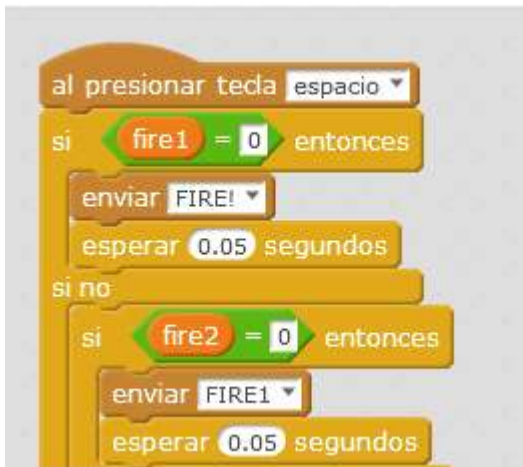 al presionar tecla espacio
si fire1 = 0 entonces
enviar FIRE!
esperar 0.05 segundos
si no
si fire2 = 0 entonces
enviar FIRE1
esperar 0.05 segundos